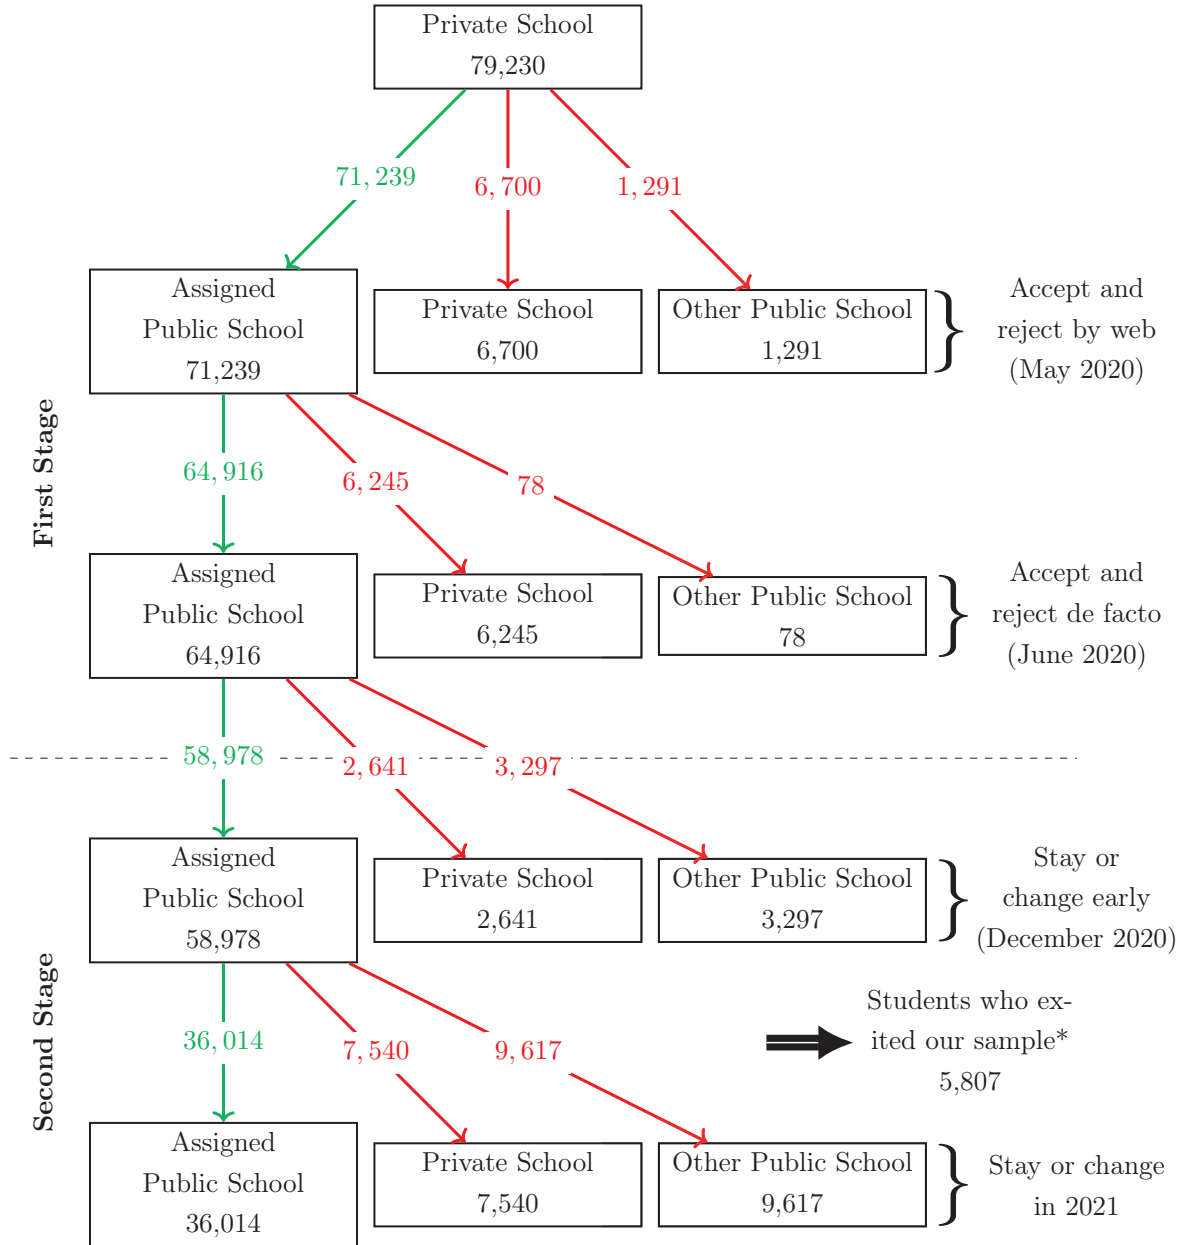 Private School
79,230
71, 239
6, 700
1, 291
Assigned
Public School
71,239
Private School
6,700
Other Public School
1,291
Accept and
reject by web
(May 2020)
First Stage
64, 916
6, 245
78
Assigned
Public School
64,916
Private School
6,245
Other Public School
78
Accept and
reject de facto
(June 2020)
58, 978
2, 641
3, 297
Assigned
Public School
58,978
Private School
2,641
Other Public School
3,297
Stay or
change early
(December 2020)
Second Stage
36, 014
7, 540
9, 617
Students who ex-
ited our sample*
5,807
Assigned
Public School
36,014
Private School
7,540
Other Public School
9,617
Stay or change
in 2021